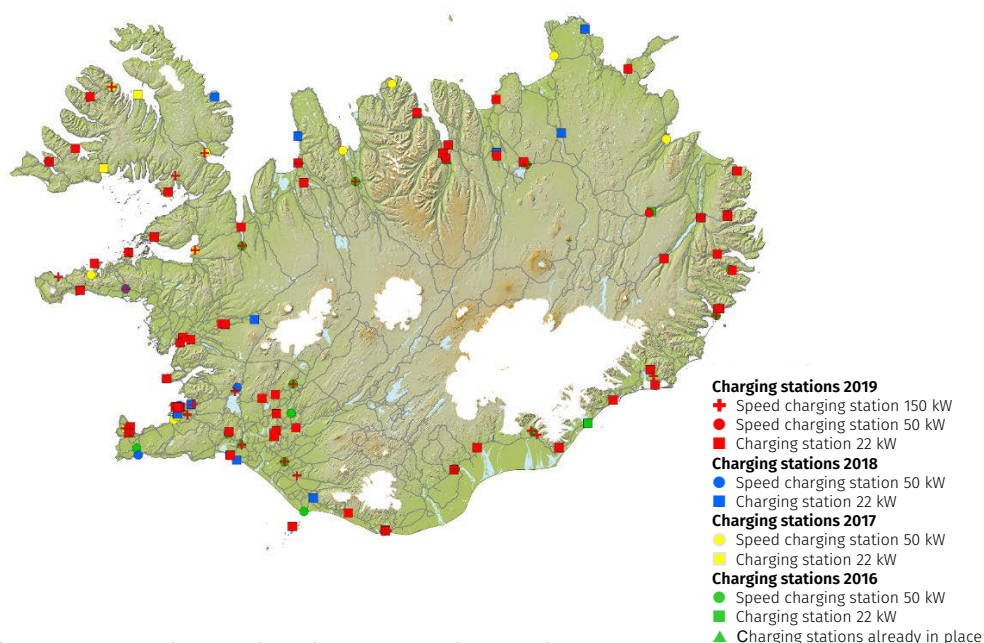 Charging stations 2019
Speed charging station 150 kW
Speed charging station 50 kW
Charging station 22 kW
Charging stations 2018
Speed charging station 50 kW
Charging station 22 kW
Charging stations 2017
Speed charging station 50 kW
Charging station 22 kW
Charging stations 2016
Speed charging station 50 kW
Charging station 22 kW
Charging stations already in place